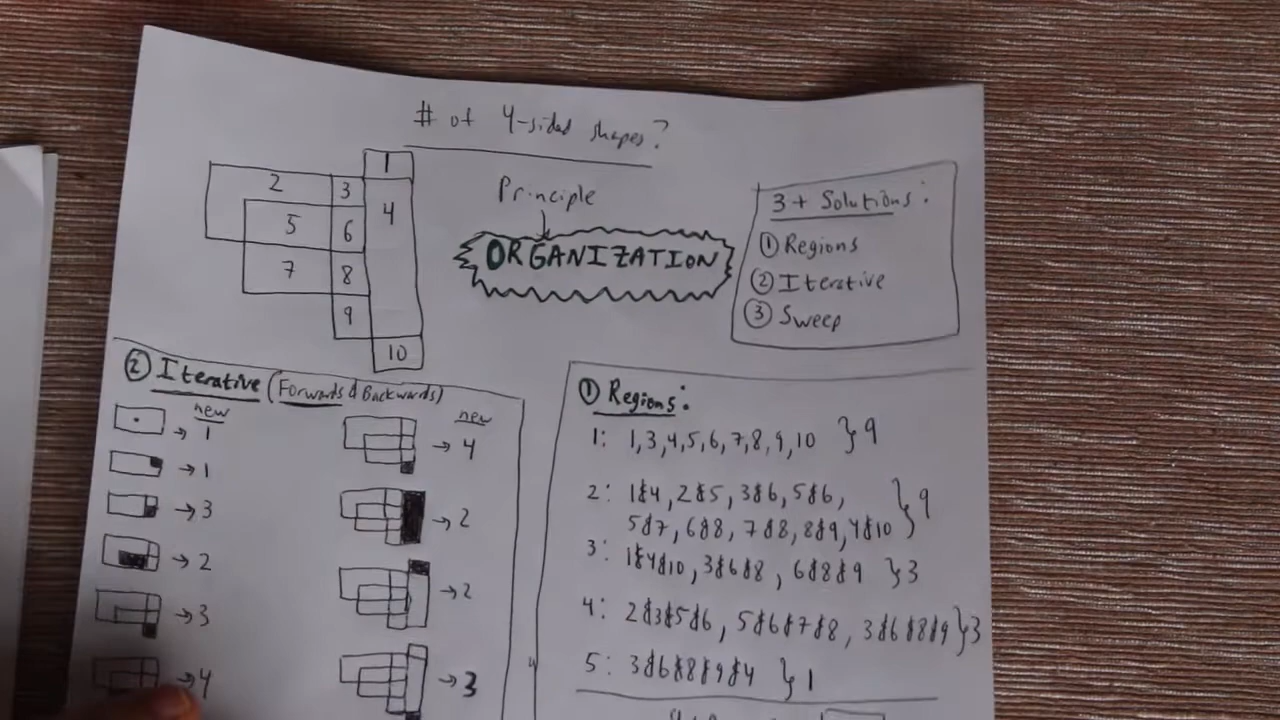 # of 4-sided shapes?
1
2 3
4
5 6
7 8
9
10
Principle
ORGANIZATION
3+ Solutions:
① Regions
② Iterative
③ Sweep
② Iterative (Forwards & Backwards)
new
→ 1
→ 1
→ 3
→ 2
→ 3
→ 4
new
→ 4
→ 2
→ 2
→ 3
① Regions:
1: 1,3,4,5,6,7,8,9,10 } 9
2: 1&4, 2&5, 3&6, 5&6,
5&7, 6&8, 7&8, 8&9, 4&10 } 9
3: 1&4&10, 3&6&8, 6&8&9 } 3
4: 2&3&5&6, 5&6&7&8, 3&6&8&9 } 3
5: 3&6&8&9&4 } 1